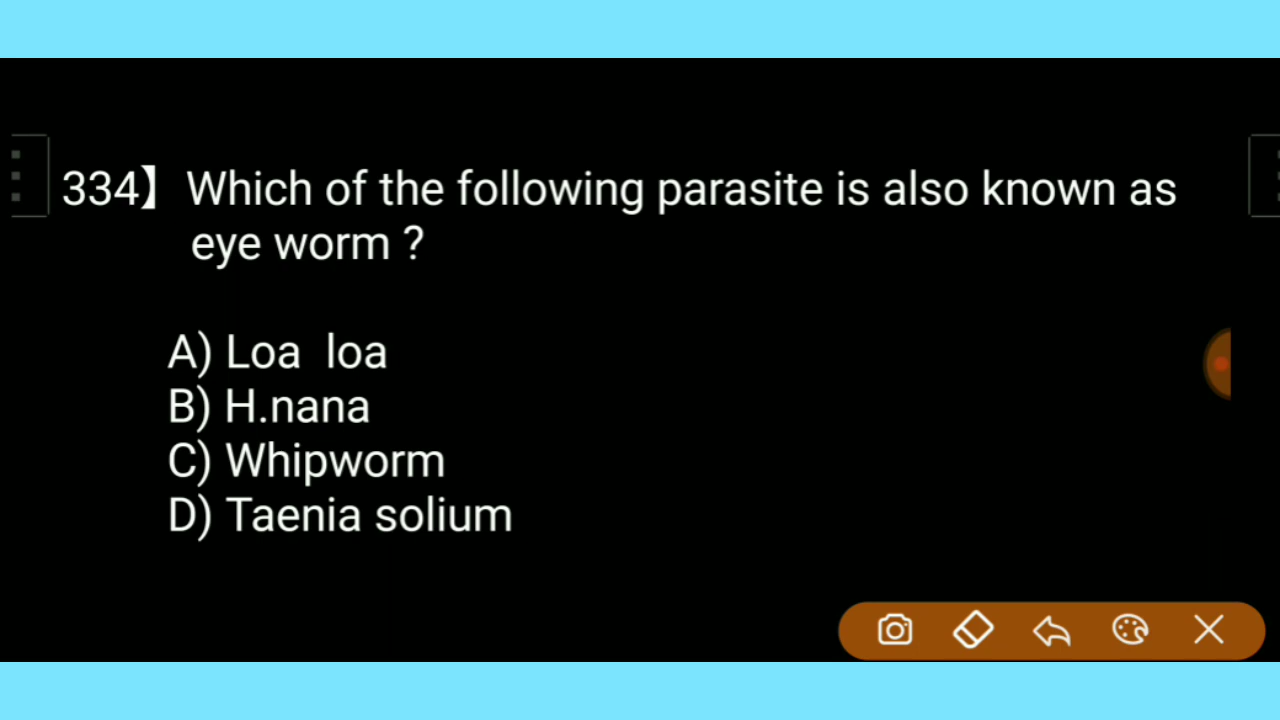 334】 Which of the following parasite is also known as
eye worm ?
A) Loa loa
B) H.nana
C) Whipworm
D) Taenia solium